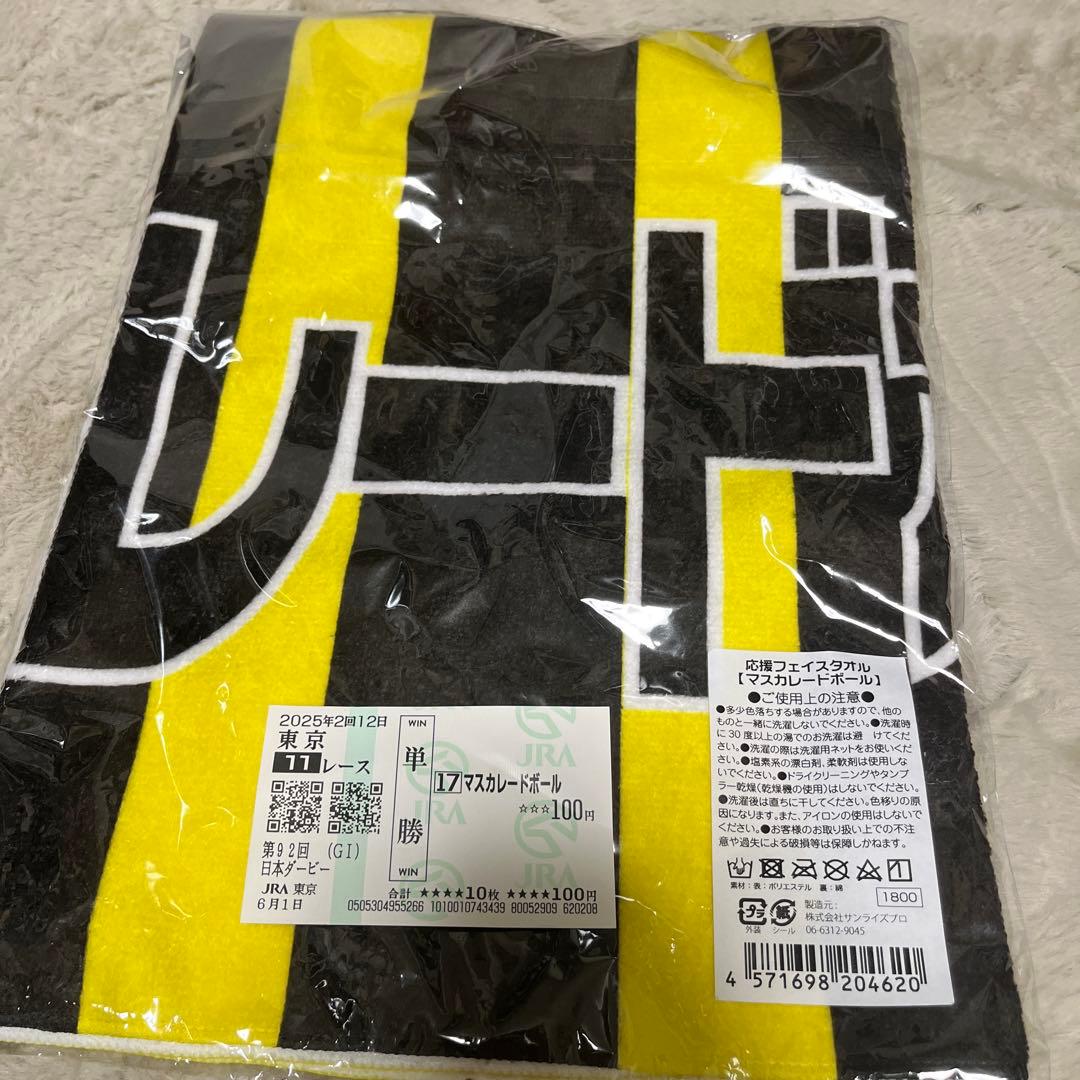 レード
2025年2回12日
東京
11レース
第92回 (GI)
日本ダービー
JRA 東京
6月1日
WIN
単勝
WIN
JRA
JRA
17マスカレードボール
☆☆☆100円
合計 ★★★★10枚 ★★★★100円
0505304955266 1010010743439 80052909 620208
応援フェイスタオル
【マスカレードボール】
●ご使用上の注意●
●多少色落ちする場合がありますので、他の
ものと一緒に洗濯しないでください。●洗濯時
に30度以上の湯でのお洗濯は避 けてくださ
い。●洗濯の際は洗濯用ネットをお使いくだ
さい。●塩素系の漂白剤、柔軟剤は使用しな
いでください。●ドライクリーニングやタンブ
ラー乾燥(乾燥機の使用)はしないでください。
●洗濯後は直ちに干してください。色移りの原
因になります。また、アイロンの使用はしないで
ください。●お客様のお取り扱い上での不注
意や過失による破損等は保障しかねます。
素材:表:ポリエステル 裏:綿
1800
プラ
外装
紙
シール
製造元:
株式会社サンライズプロ
06-6312-9045
4 571698 204620